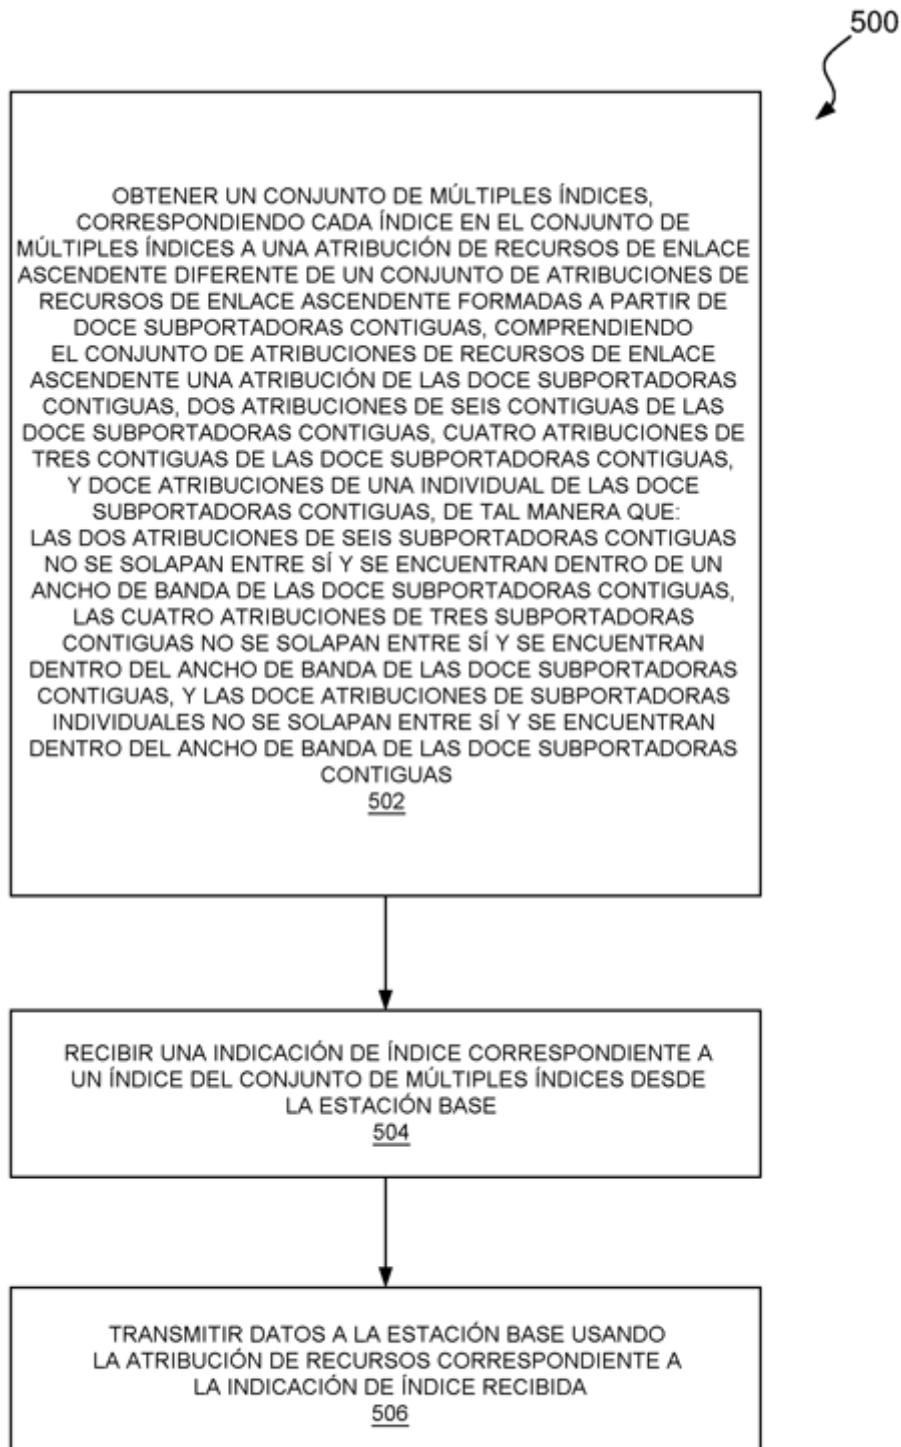 500
OBTENER UN CONJUNTO DE MÚLTIPLES ÍNDICES,
CORRESPONDIENDO CADA ÍNDICE EN EL CONJUNTO DE
MÚLTIPLES ÍNDICES A UNA ATRIBUCIÓN DE RECURSOS DE ENLACE
ASCENDENTE DIFERENTE DE UN CONJUNTO DE ATRIBUCIONES DE
RECURSOS DE ENLACE ASCENDENTE FORMADAS A PARTIR DE
DOCE SUBPORTADORAS CONTIGUAS, COMPRENDIENDO
EL CONJUNTO DE ATRIBUCIONES DE RECURSOS DE ENLACE
ASCENDENTE UNA ATRIBUCIÓN DE LAS DOCE SUBPORTADORAS
CONTIGUAS, DOS ATRIBUCIONES DE SEIS CONTIGUAS DE LAS
DOCE SUBPORTADORAS CONTIGUAS, CUATRO ATRIBUCIONES DE
TRES CONTIGUAS DE LAS DOCE SUBPORTADORAS CONTIGUAS,
Y DOCE ATRIBUCIONES DE UNA INDIVIDUAL DE LAS DOCE
SUBPORTADORAS CONTIGUAS, DE TAL MANERA QUE:
LAS DOS ATRIBUCIONES DE SEIS SUBPORTADORAS CONTIGUAS
NO SE SOLAPAN ENTRE SÍ Y SE ENCUENTRAN DENTRO DE UN
ANCHO DE BANDA DE LAS DOCE SUBPORTADORAS CONTIGUAS,
LAS CUATRO ATRIBUCIONES DE TRES SUBPORTADORAS
CONTIGUAS NO SE SOLAPAN ENTRE SÍ Y SE ENCUENTRAN
DENTRO DEL ANCHO DE BANDA DE LAS DOCE SUBPORTADORAS
CONTIGUAS, Y LAS DOCE ATRIBUCIONES DE SUBPORTADORAS
INDIVIDUALES NO SE SOLAPAN ENTRE SÍ Y SE ENCUENTRAN
DENTRO DEL ANCHO DE BANDA DE LAS DOCE SUBPORTADORAS
CONTIGUAS
502
RECIBIR UNA INDICACIÓN DE ÍNDICE CORRESPONDIENTE A
UN ÍNDICE DEL CONJUNTO DE MÚLTIPLES ÍNDICES DESDE
LA ESTACIÓN BASE
504
TRANSMITIR DATOS A LA ESTACIÓN BASE USANDO
LA ATRIBUCIÓN DE RECURSOS CORRESPONDIENTE A
LA INDICACIÓN DE ÍNDICE RECIBIDA
506